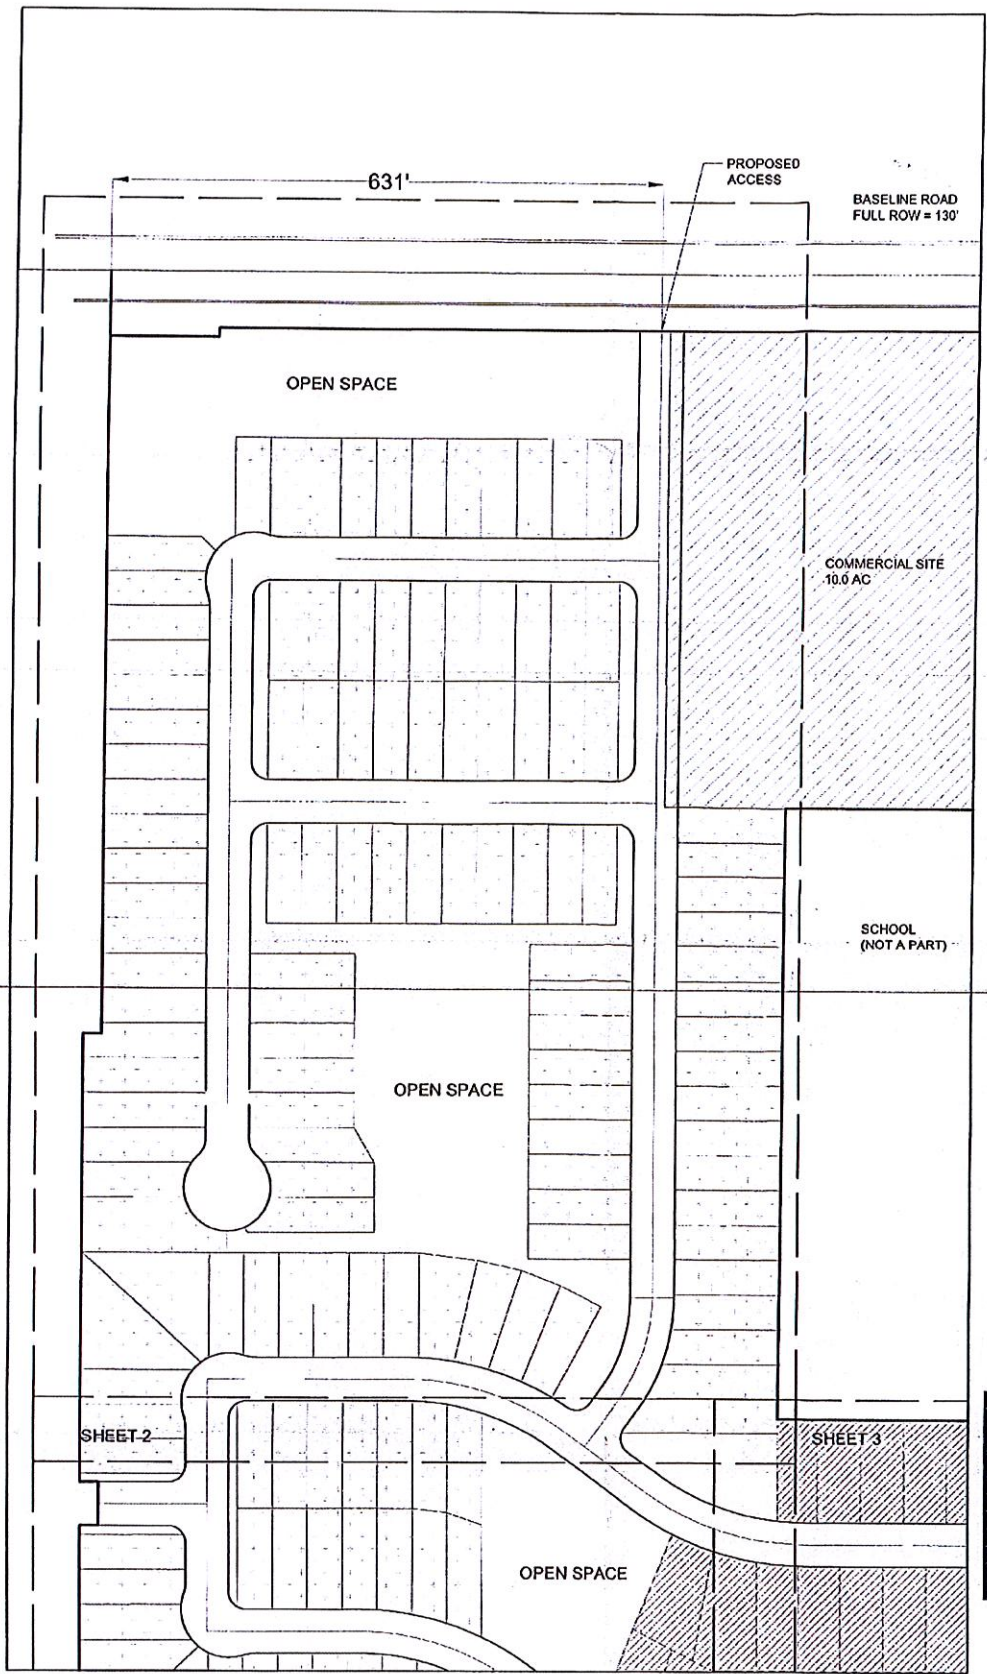 631'
PROPOSED
ACCESS
BASELINE ROAD
FULL ROW = 130'
OPEN SPACE
COMMERCIAL SITE
10.0 AC
SCHOOL
(NOT A PART)
OPEN SPACE
SHEET 2
SHEET 3
OPEN SPACE